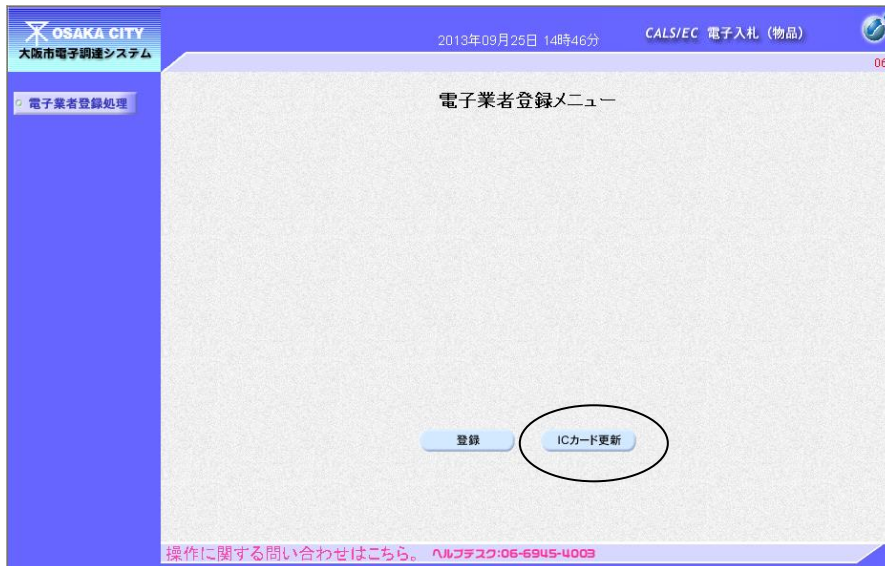 OSAKA CITY
大阪市電子調達システム
2013年09月25日 14時46分
CALS/EC 電子入札（物品）
06
電子業者登録処理
電子業者登録メニュー
登録
ICカード更新
操作に関する問い合わせはこちら。 ヘルプデスク:06-6945-4003